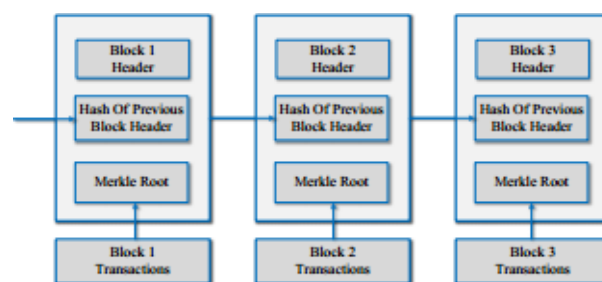 Block 1
Header
Hash Of Previous
Block Header
Merkle Root
Block 1
Transactions
Block 2
Header
Hash Of Previous
Block Header
Merkle Root
Block 2
Transactions
Block 3
Header
Hash Of Previous
Block Header
Merkle Root
Block 3
Transactions